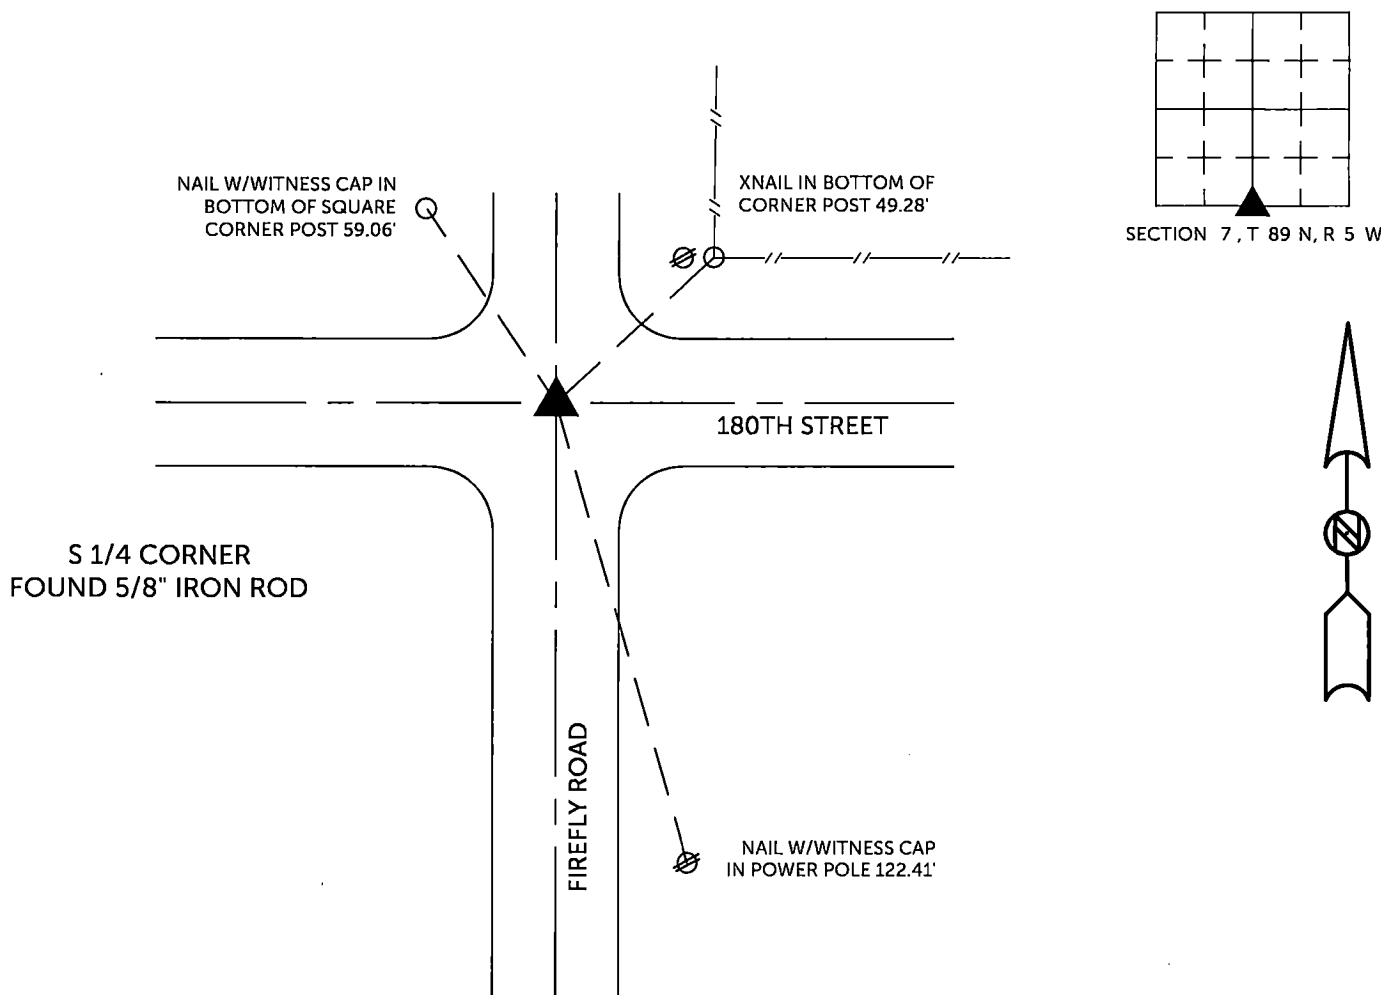 NAIL W/WITNESS CAP IN
BOTTOM OF SQUARE
CORNER POST 59.06'
XNAIL IN BOTTOM OF
CORNER POST 49.28'
SECTION 7, T 89 N, R 5 W
180TH STREET
S 1/4 CORNER
FOUND 5/8" IRON ROD
N
FIREFLY ROAD
NAIL W/WITNESS CAP
IN POWER POLE 122.41'